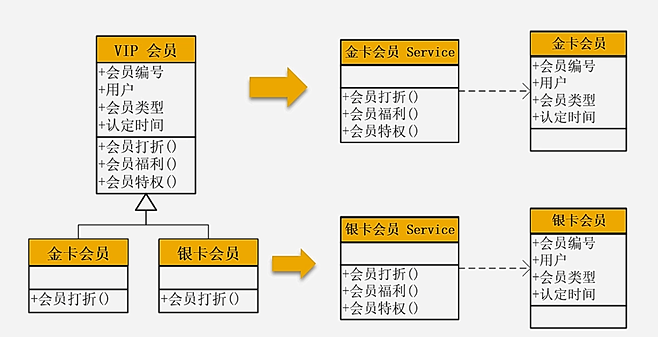 VIP 会员
+会员编号
+用户
+会员类型
+认定时间
+会员打折()
+会员福利()
+会员特权()
金卡会员
+会员打折()
银卡会员
+会员打折()
金卡会员 Service
+会员打折()
+会员福利()
+会员特权()
金卡会员
+会员编号
+用户
+会员类型
+认定时间
银卡会员 Service
+会员打折()
+会员福利()
+会员特权()
银卡会员
+会员编号
+用户
+会员类型
+认定时间